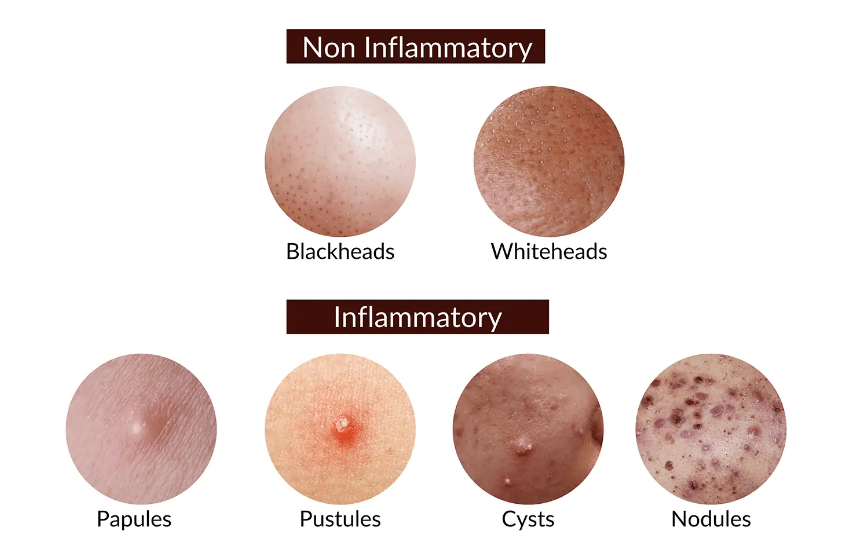 Non Inflammatory
Blackheads
Whiteheads
Inflammatory
Papules
Pustules
Cysts
Nodules